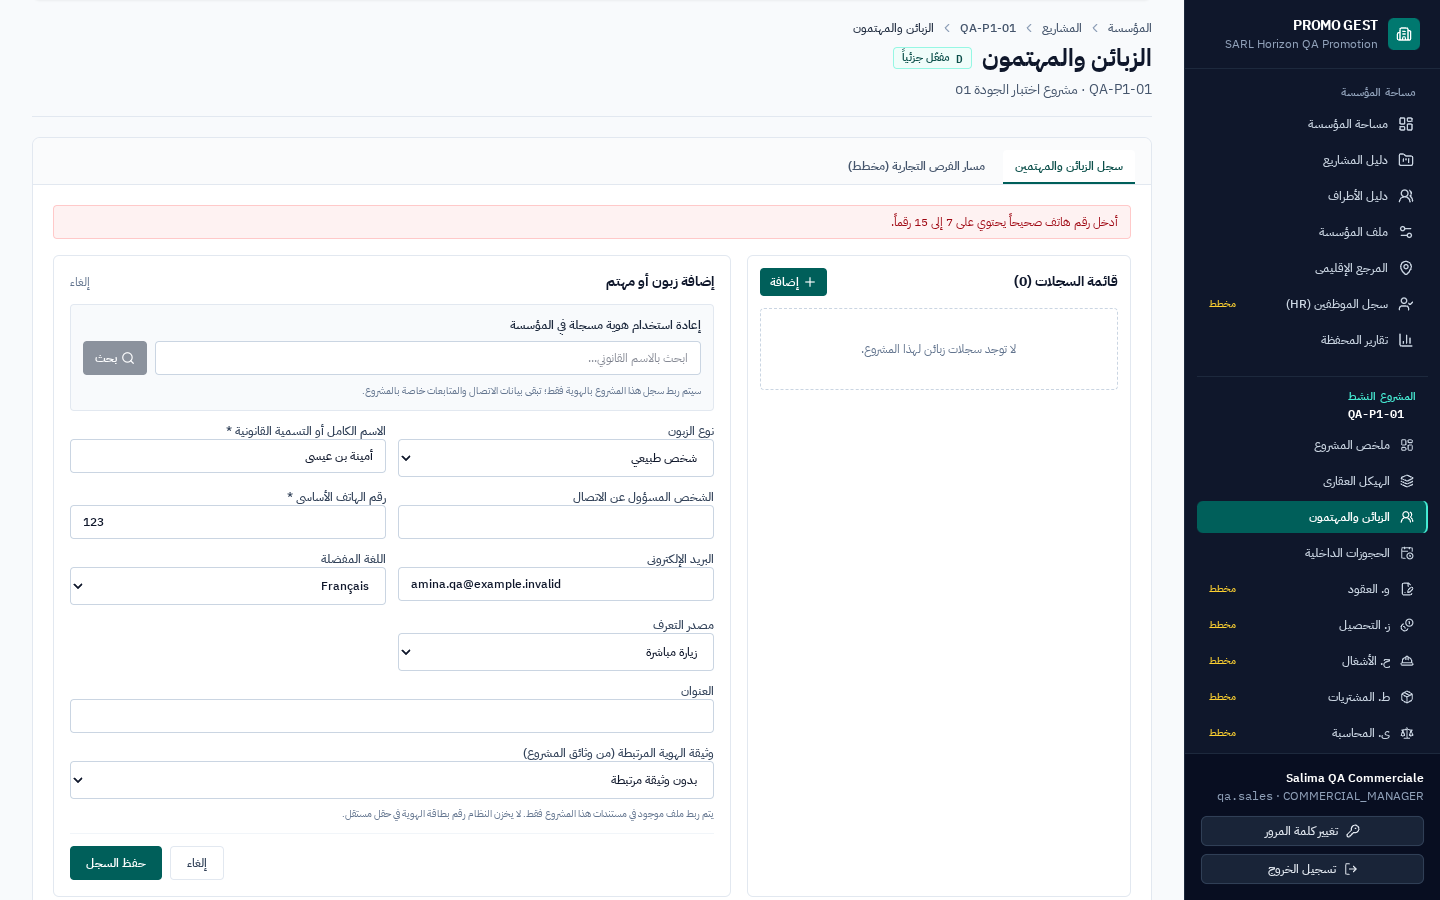 PROMO GEST
SARL Horizon QA Promotion
مساحة المؤسسة
مساحة المؤسسة
دليل المشاريع
دليل الأطراف
ملف المؤسسة
المرجع الإقليمي
سجل الموظفين (HR) مخطط
تقارير المحفظة
المشروع النشط
QA-P1-01
ملخص المشروع
الهيكل العقاري
الزبائن والمهتمون
الحجوزات الداخلية
و. العقود مخطط
ز. التحصيل مخطط
ح. الأشغال مخطط
ط. المشتريات مخطط
ي. المحاسبة مخطط
Salima QA Commerciale
qa.sales · COMMERCIAL_MANAGER
تغيير كلمة المرور
تسجيل الخروج
المؤسسة > المشاريع > QA-P1-01 > الزبائن والمهتمون
الزبائن والمهتمون D مفعّل جزئياً
QA-P1-01 · مشروع اختبار الجودة 01
سجل الزبائن والمهتمين
مسار الفرص التجارية (مخطط)
أدخل رقم هاتف صحيحاً يحتوي على 7 إلى 15 رقماً.
قائمة السجلات (0)
إضافة
لا توجد سجلات زبائن لهذا المشروع.
إضافة زبون أو مهتم
إلغاء
إعادة استخدام هوية مسجلة في المؤسسة
ابحث بالاسم القانوني...
بحث
سيتم ربط سجل هذا المشروع بالهوية فقط؛ تبقى بيانات الاتصال والمتابعات خاصة بالمشروع.
نوع الزبون
شخص طبيعي
الاسم الكامل أو التسمية القانونية *
أمينة بن عيسى
الشخص المسؤول عن الاتصال
رقم الهاتف الأساسي *
123
البريد الإلكتروني
amina.qa@example.invalid
اللغة المفضلة
Français
مصدر التعرف
زيارة مباشرة
العنوان
وثيقة الهوية المرتبطة (من وثائق المشروع)
بدون وثيقة مرتبطة
يتم ربط ملف موجود في مستندات هذا المشروع فقط. لا يخزن النظام رقم بطاقة الهوية في حقل مستقل.
إلغاء
حفظ السجل